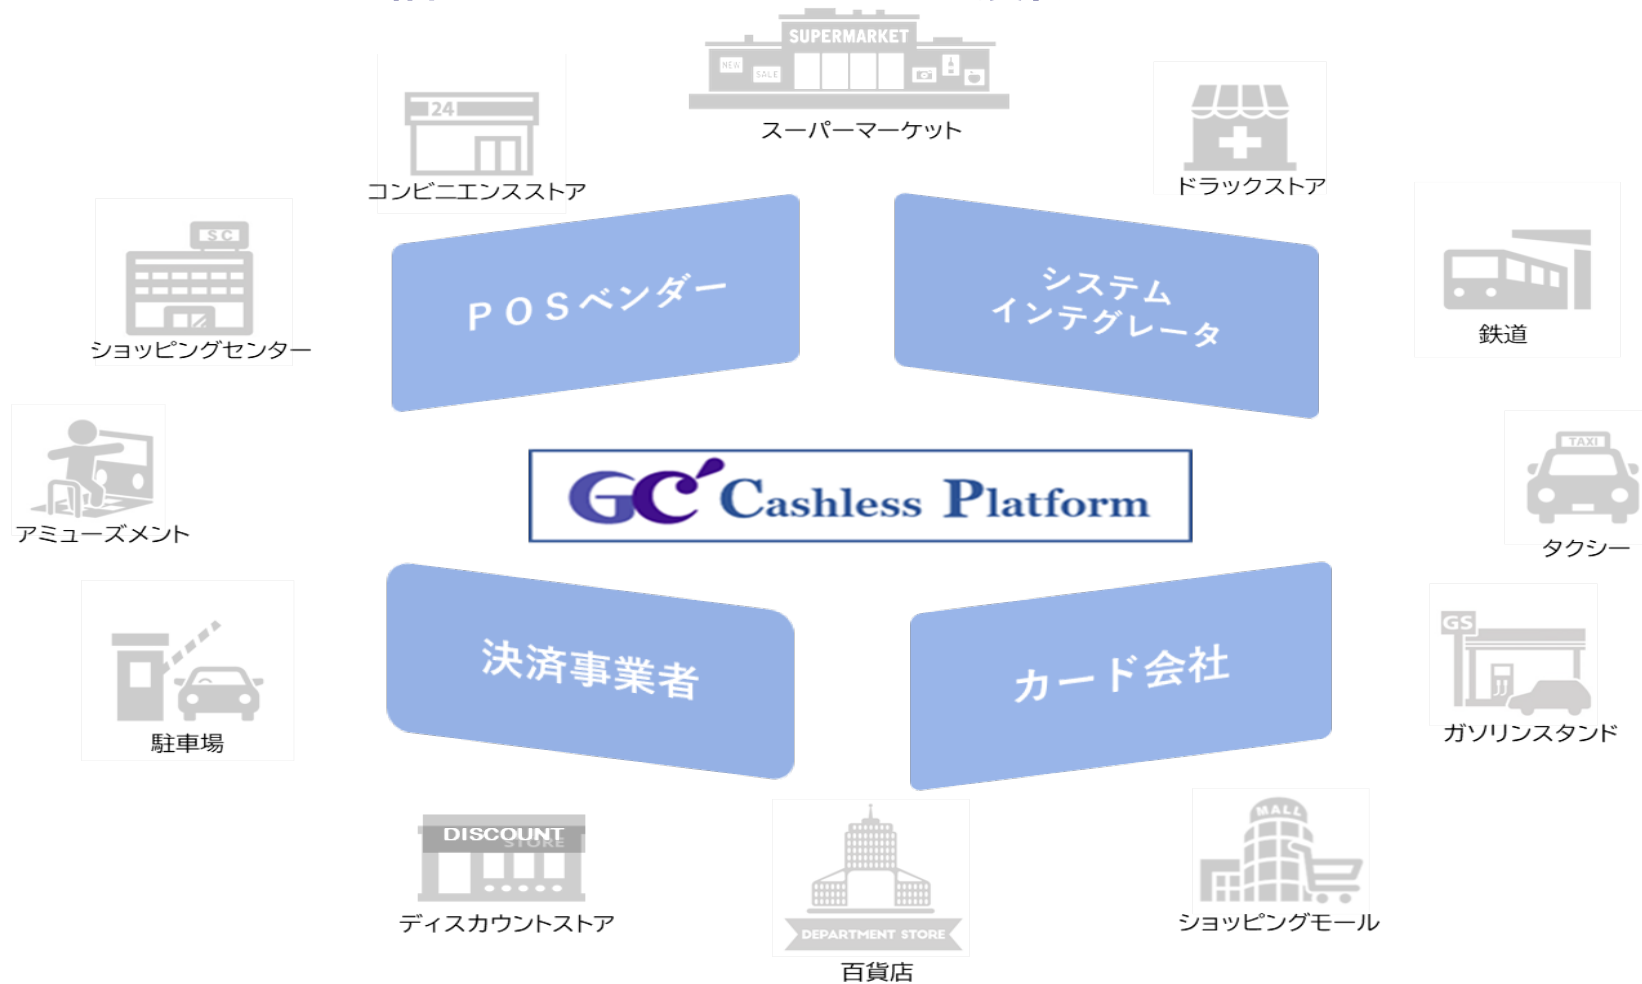 SUPERMARKET
NEW
SALE
スーパーマーケット
24
コンビニエンスストア
ドラックストア
SC
ショッピングセンター
POSベンダー
システム
インテグレータ
鉄道
アミューズメント
GC' Cashless Platform
TAXI
タクシー
駐車場
決済事業者
カード会社
GS
ガソリンスタンド
DISCOUNT
STORE
ディスカウントストア
DEPARTMENT STORE
百貨店
MALL
ショッピングモール